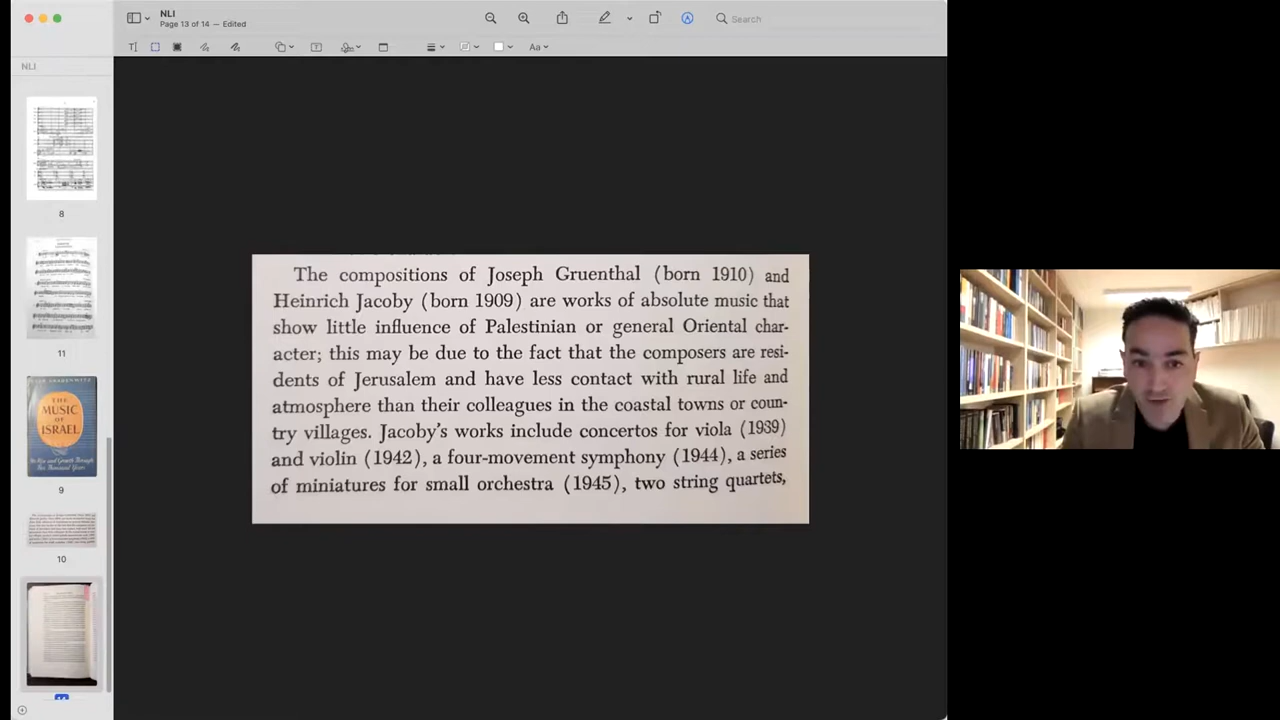 NLI
Page 13 of 14 — Edited
Search
Aa
NLI
8
11
THE
MUSIC
OF
ISRAEL
9
10
14
The compositions of Joseph Gruenthal (born 1910) and
Heinrich Jacoby (born 1909) are works of absolute music that
show little influence of Palestinian or general Oriental char-
acter; this may be due to the fact that the composers are resi-
dents of Jerusalem and have less contact with rural life and
atmosphere than their colleagues in the coastal towns or coun-
try villages. Jacoby's works include concertos for viola (1939)
and violin (1942), a four-movement symphony (1944), a series
of miniatures for small orchestra (1945), two string quartets,